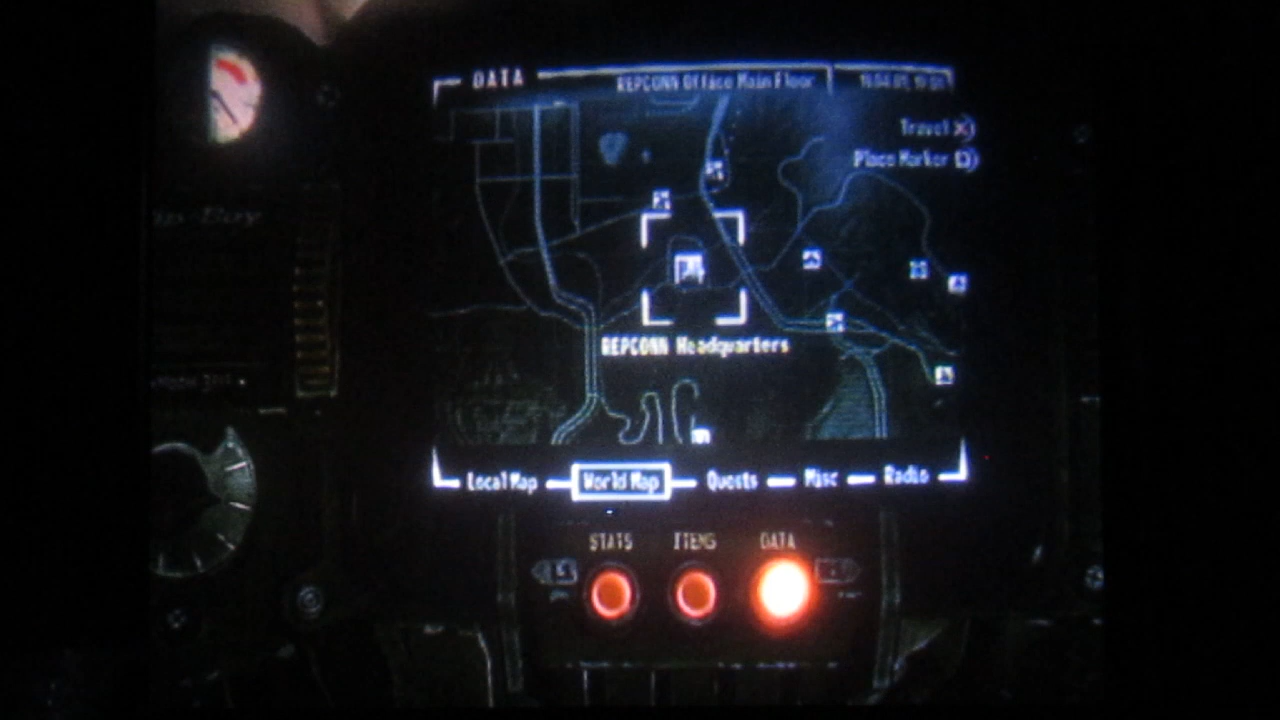 DATA
REPCONN Office Main Floor
Travel X)
Place Marker
REPCONN Headquarters
Local Map
World Map
Quests
Misc
Radio
STATS
ITEMS
DATA